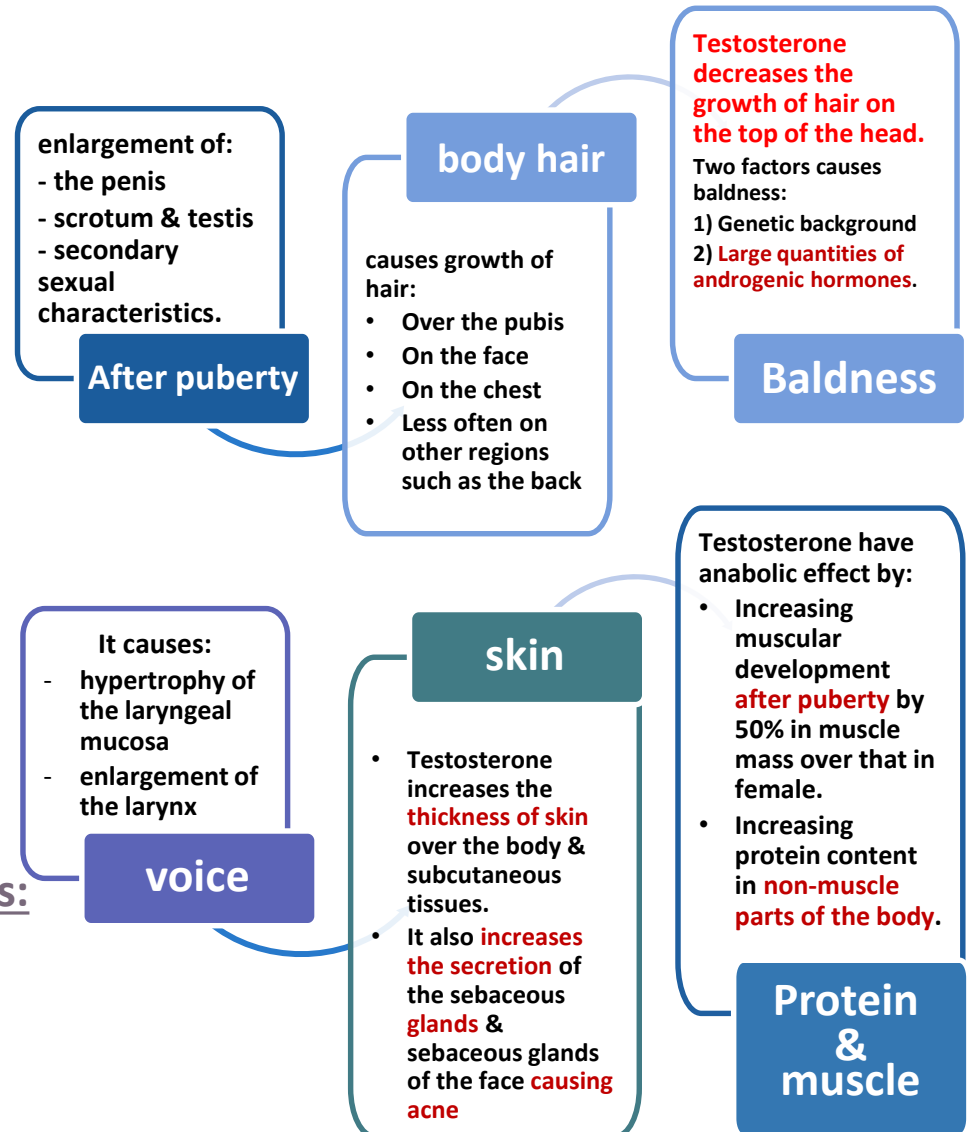 enlargement of:
- the penis
- scrotum & testis
- secondary
sexual
characteristics.
After puberty
body hair
causes growth of
hair:
• Over the pubis
• On the face
• On the chest
• Less often on
other regions
such as the back
Testosterone
decreases the
growth of hair on
the top of the head.
Two factors causes
baldness:
1) Genetic background
2) Large quantities of
androgenic hormones.
Baldness
It causes:
- hypertrophy of
the laryngeal
mucosa
- enlargement of
the larynx
voice
s:
skin
• Testosterone
increases the
thickness of skin
over the body &
subcutaneous
tissues.
• It also increases
the secretion of
the sebaceous
glands &
sebaceous glands
of the face causing
acne
Testosterone have
anabolic effect by:
• Increasing
muscular
development
after puberty by
50% in muscle
mass over that in
female.
• Increasing
protein content
in non-muscle
parts of the body.
Protein
&
muscle